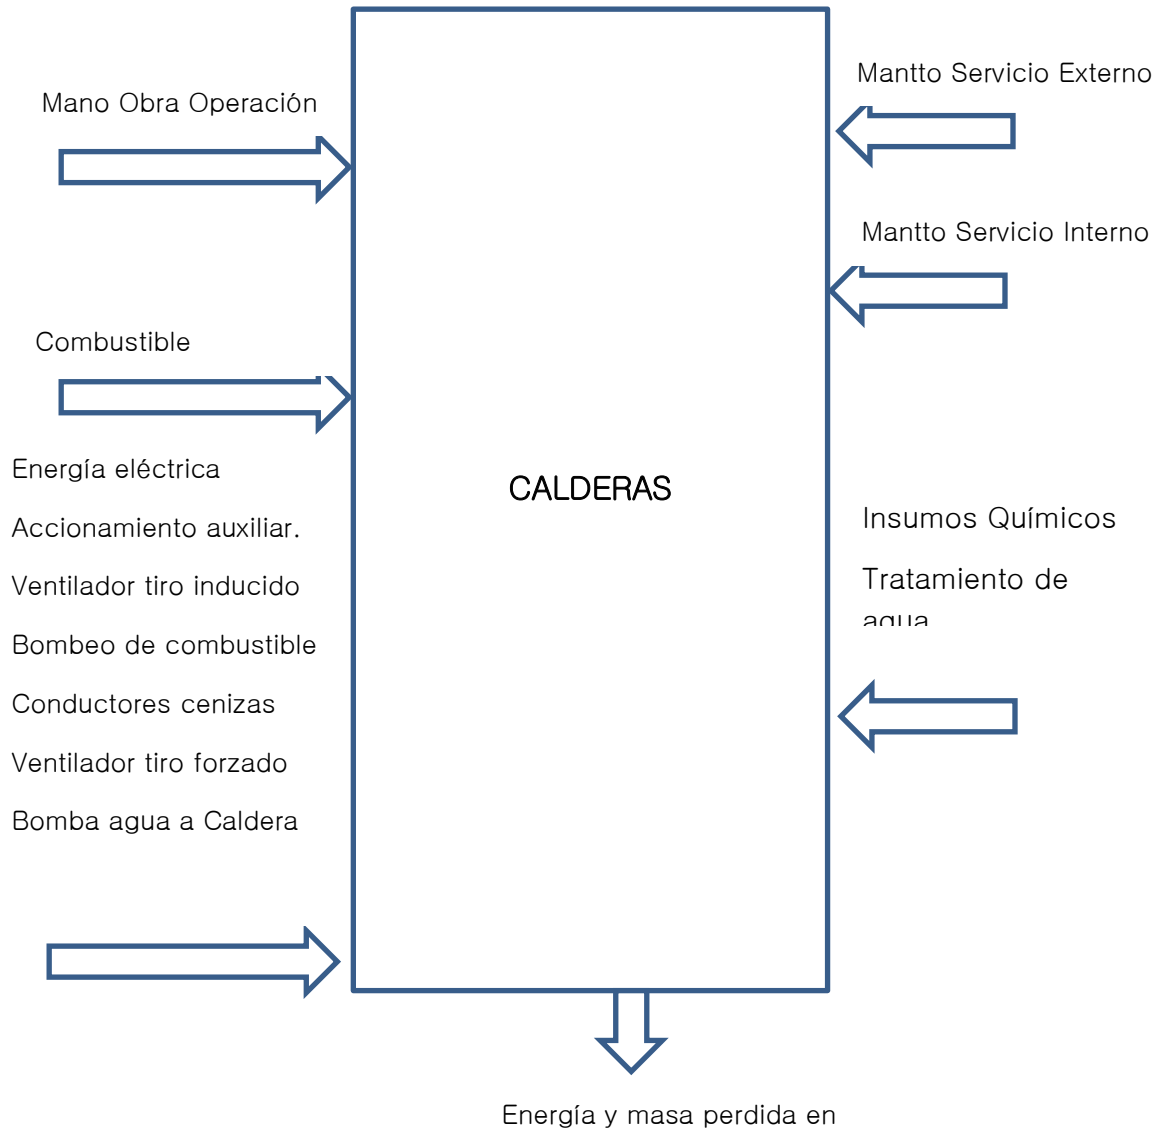 Mano Obra Operación
Combustible
Energía eléctrica
Accionamiento auxiliar.
Ventilador tiro inducido
Bombeo de combustible
Conductores cenizas
Ventilador tiro forzado
Bomba agua a Caldera
CALDERAS
Mantto Servicio Externo
Mantto Servicio Interno
Insumos Químicos
Tratamiento de
agua
Energía y masa perdida en